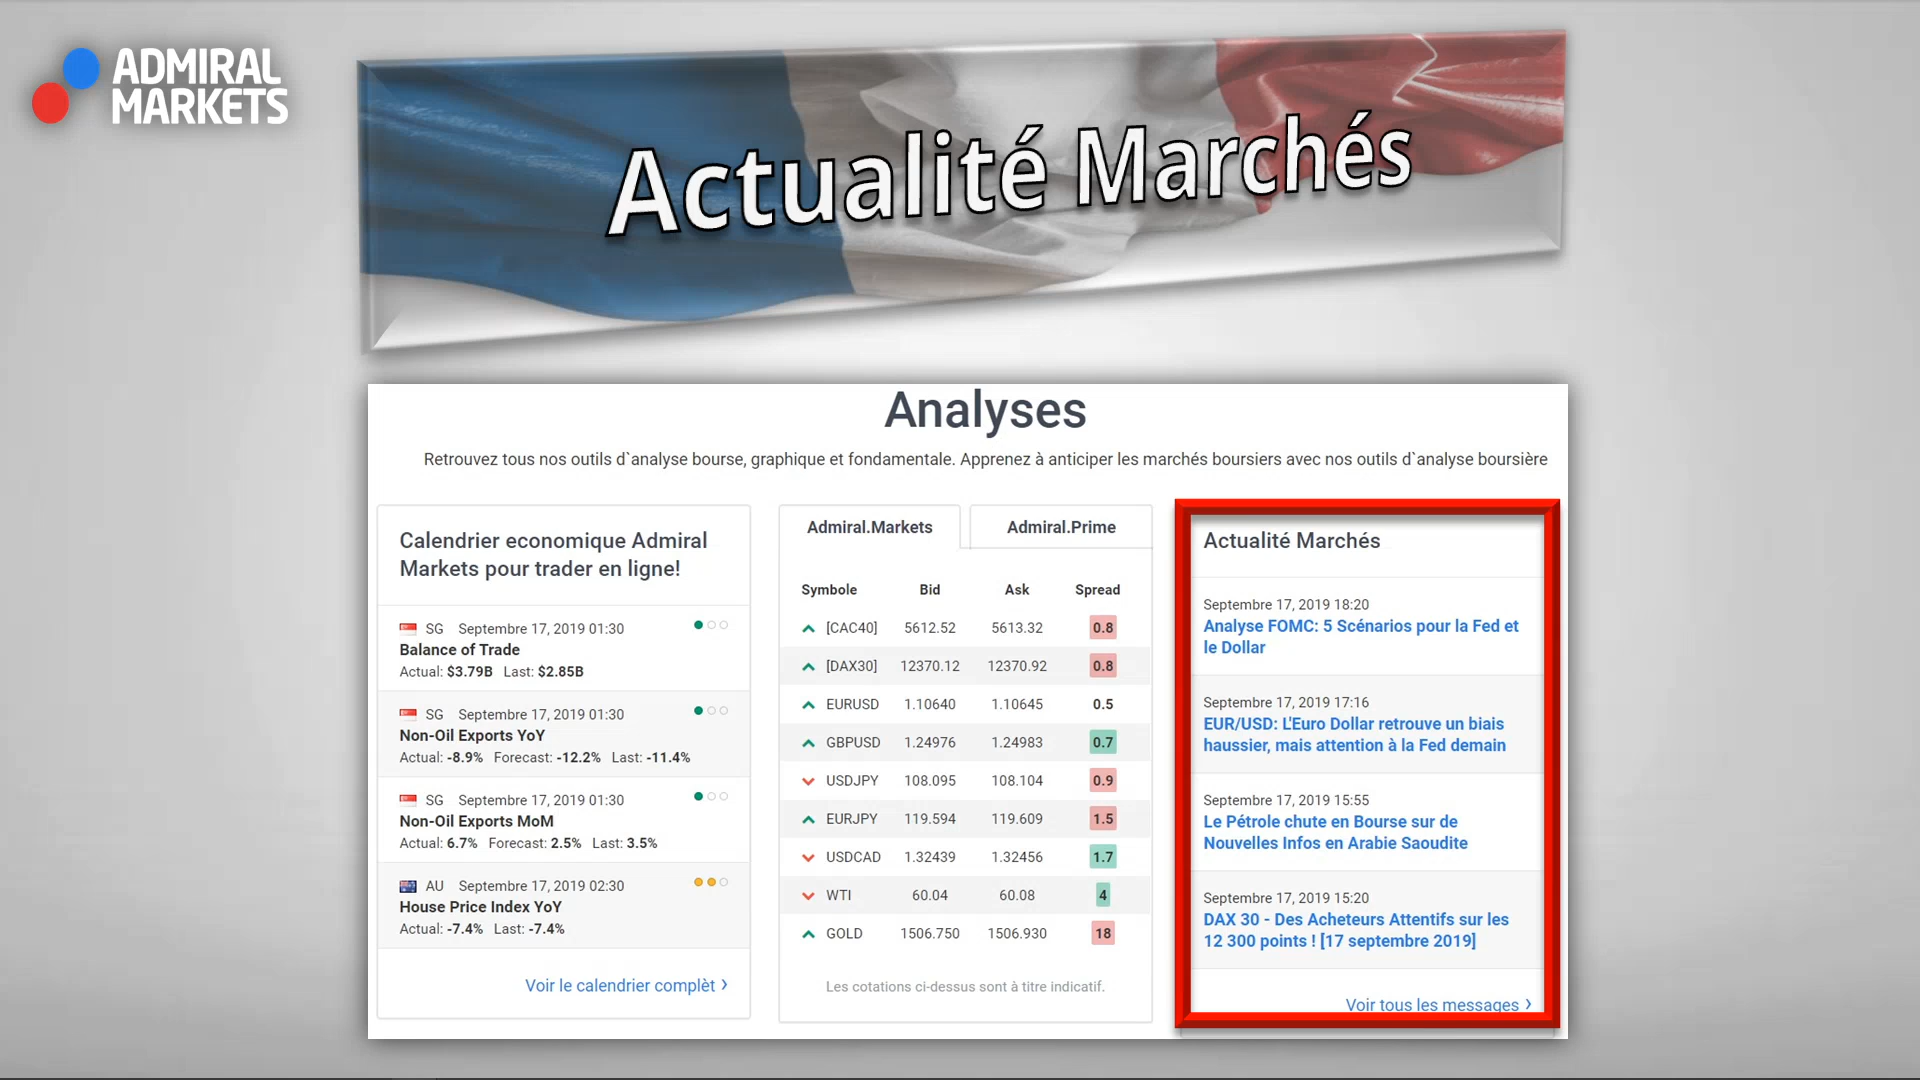 ADMIRAL
MARKETS
Actualité Marchés
Analyses
Retrouvez tous nos outils d`analyse bourse, graphique et fondamentale. Apprenez à anticiper les marchés boursiers avec nos outils d`analyse boursière
Calendrier economique Admiral
Markets pour trader en ligne!
SG Septembre 17, 2019 01:30
Balance of Trade
Actual: $3.79B Last: $2.85B
SG Septembre 17, 2019 01:30
Non-Oil Exports YoY
Actual: -8.9% Forecast: -12.2% Last: -11.4%
SG Septembre 17, 2019 01:30
Non-Oil Exports MoM
Actual: 6.7% Forecast: 2.5% Last: 3.5%
AU Septembre 17, 2019 02:30
House Price Index YoY
Actual: -7.4% Last: -7.4%
Voir le calendrier complèt ›
Admiral.Markets Admiral.Prime
Symbole Bid Ask Spread
[CAC40] 5612.52 5613.32 0.8
[DAX30] 12370.12 12370.92 0.8
EURUSD 1.10640 1.10645 0.5
GBPUSD 1.24976 1.24983 0.7
USDJPY 108.095 108.104 0.9
EURJPY 119.594 119.609 1.5
USDCAD 1.32439 1.32456 1.7
WTI 60.04 60.08 4
GOLD 1506.750 1506.930 18
Les cotations ci-dessus sont à titre indicatif.
Actualité Marchés
Septembre 17, 2019 18:20
Analyse FOMC: 5 Scénarios pour la Fed et
le Dollar
Septembre 17, 2019 17:16
EUR/USD: L'Euro Dollar retrouve un biais
haussier, mais attention à la Fed demain
Septembre 17, 2019 15:55
Le Pétrole chute en Bourse sur de
Nouvelles Infos en Arabie Saoudite
Septembre 17, 2019 15:20
DAX 30 - Des Acheteurs Attentifs sur les
12 300 points ! [17 septembre 2019]
Voir tous les messages ›